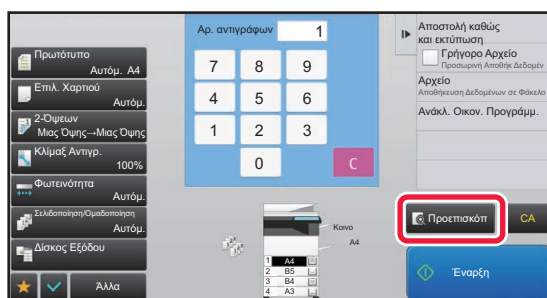 Πρωτότυπο
Αυτόμ. A4
Επιλ. Χαρτιού
Αυτόμ.
2-Όψεων
Μιας Όψης→Μιας Όψης
Κλίμαξ Αντιγρ.
100%
Φωτεινότητα
Αυτόμ.
Σελιδοποίηση/Ομαδοποίηση
Αυτόμ.
Δίσκος Εξόδου
Άλλα
Αρ. αντιγράφων 1
7 8 9
4 5 6
1 2 3
0 C
Κοινο
A4
1 A4
2 B5
3 B4
4 A3
Αποστολή καθώς
και εκτύπωση
Γρήγορο Αρχείο
Προσωρινή Αποθήκ Δεδομέν
Αρχείο
Αποθήκευση Δεδομένων σε Φάκελο
Ανάκλ. Οικον. Προγράμμ.
Προεπισκόπ
CA
Έναρξη